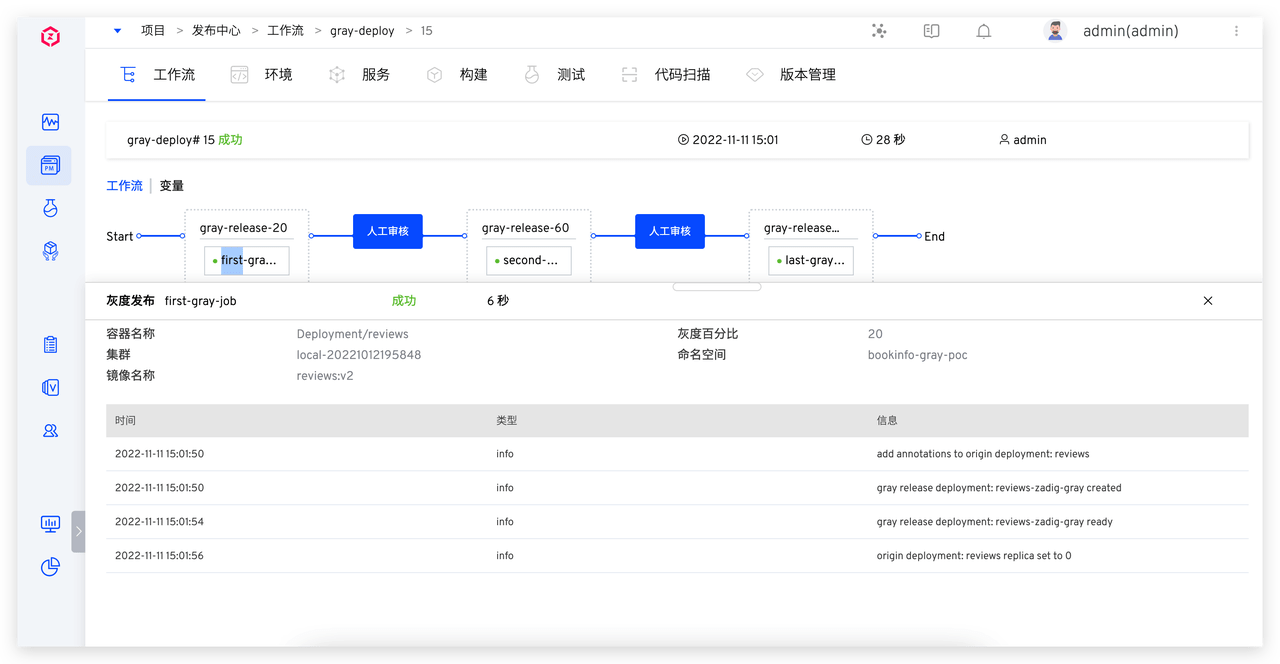 项目 > 发布中心 > 工作流 > gray-deploy > 15
admin(admin)
工作流 环境 服务 构建 测试 代码扫描 版本管理
gray-deploy# 15 成功 2022-11-11 15:01 28 秒 admin
工作流 变量
Start gray-release-20 人工审核 gray-release-60 人工审核 gray-release... End
first-gra... second-... last-gray...
灰度发布 first-gray-job 成功 6 秒
容器名称 Deployment/reviews 灰度百分比 20
集群 local-20221012195848 命名空间 bookinfo-gray-poc
镜像名称 reviews:v2
时间 类型 信息
2022-11-11 15:01:50 info add annotations to origin deployment: reviews
2022-11-11 15:01:50 info gray release deployment: reviews-zadig-gray created
2022-11-11 15:01:54 info gray release deployment: reviews-zadig-gray ready
2022-11-11 15:01:56 info origin deployment: reviews replica set to 0
PM
V